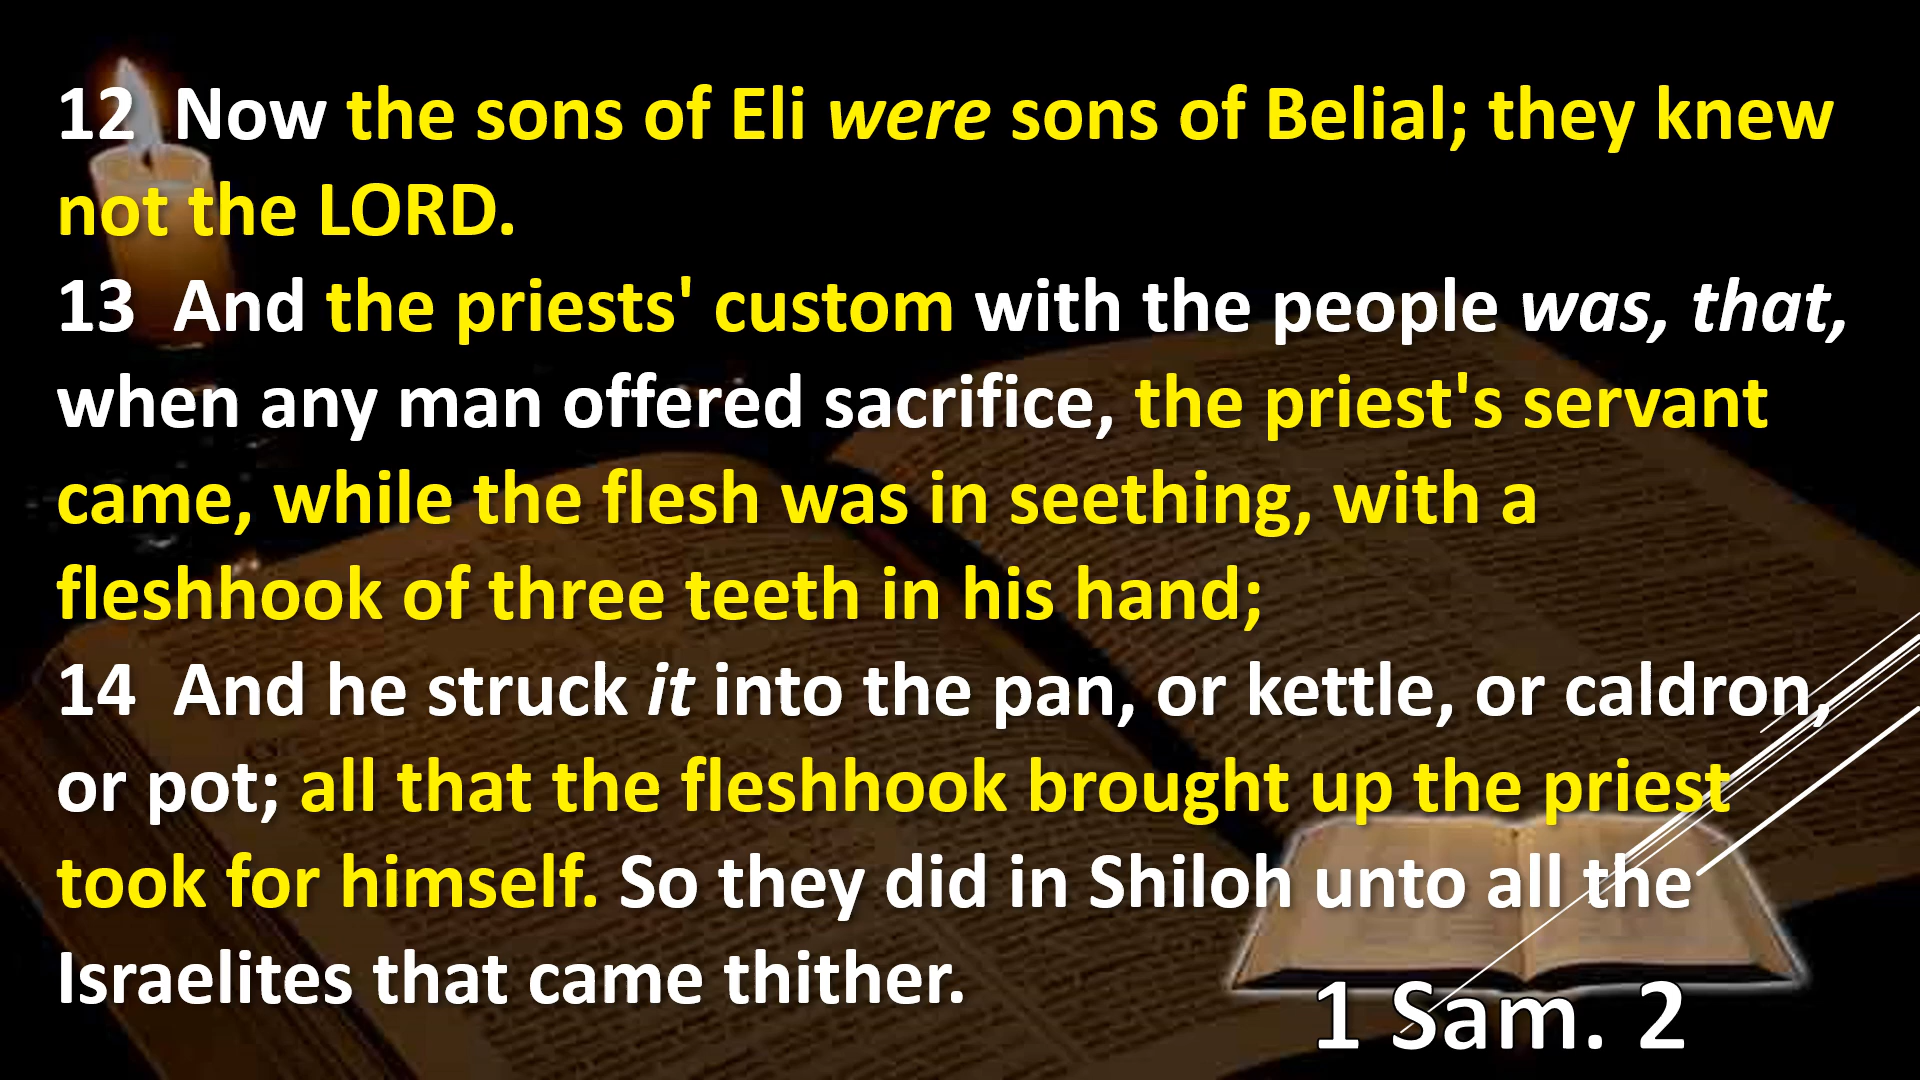 12  Now the sons of Eli were sons of Belial; they knew
not the LORD.
13  And the priests' custom with the people was, that,
when any man offered sacrifice, the priest's servant
came, while the flesh was in seething, with a
fleshhook of three teeth in his hand;
14  And he struck it into the pan, or kettle, or caldron,
or pot; all that the fleshhook brought up the priest
took for himself. So they did in Shiloh unto all the
Israelites that came thither.
1 Sam. 2